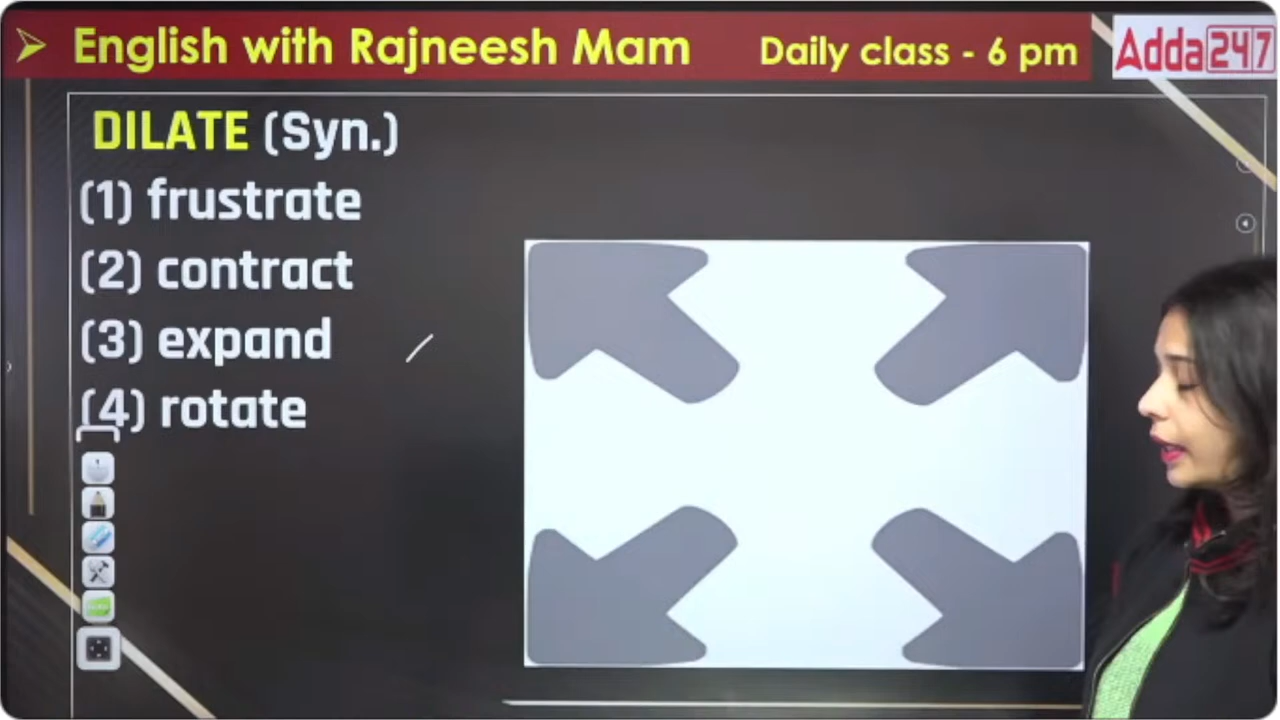 English with Rajneesh Mam
Daily class - 6 pm
Adda247
DILATE (Syn.)
(1) frustrate
(2) contract
(3) expand
(4) rotate